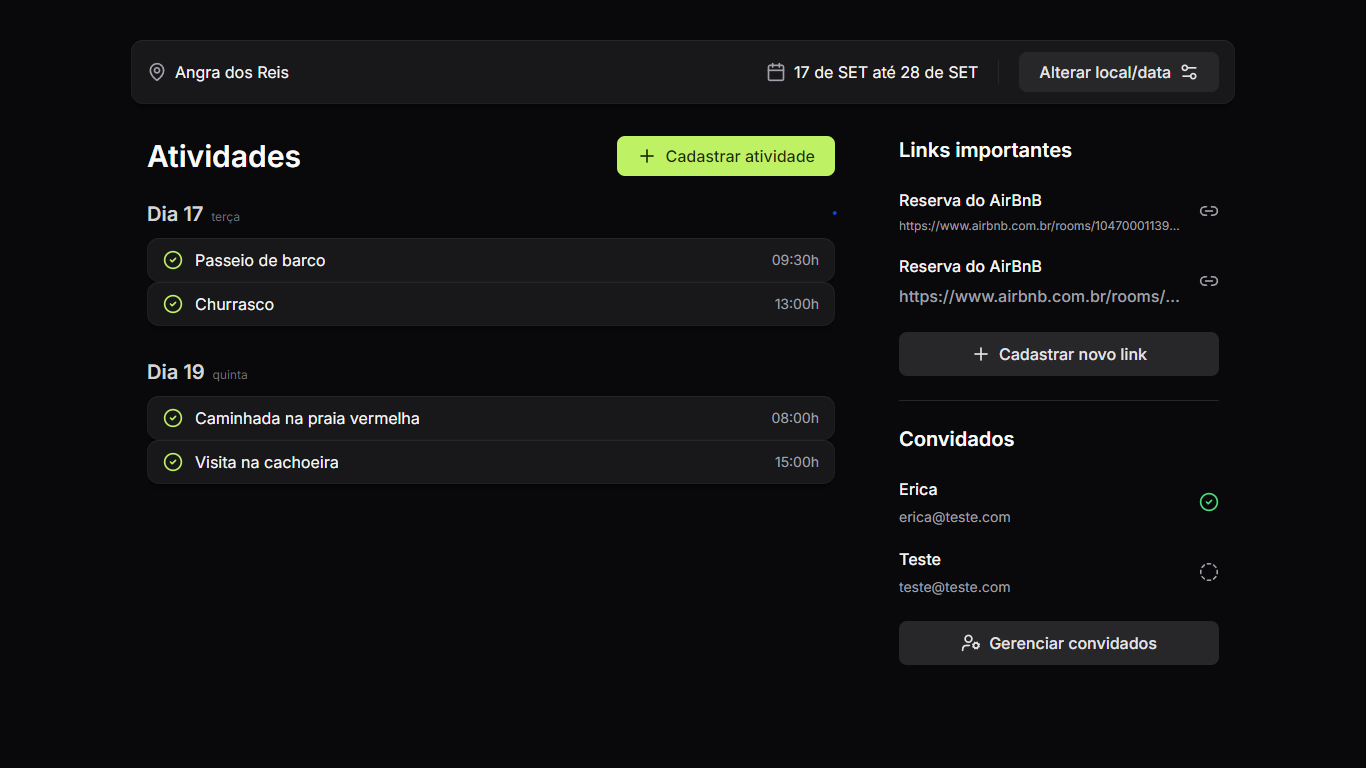 Angra dos Reis
17 de SET até 28 de SET
Alterar local/data
Atividades
Cadastrar atividade
Dia 17 terça
Passeio de barco 09:30h
Churrasco 13:00h
Dia 19 quinta
Caminhada na praia vermelha 08:00h
Visita na cachoeira 15:00h
Links importantes
Reserva do AirBnB
https://www.airbnb.com.br/rooms/10470001139...
Reserva do AirBnB
https://www.airbnb.com.br/rooms/...
Cadastrar novo link
Convidados
Erica
erica@teste.com
Teste
teste@teste.com
Gerenciar convidados